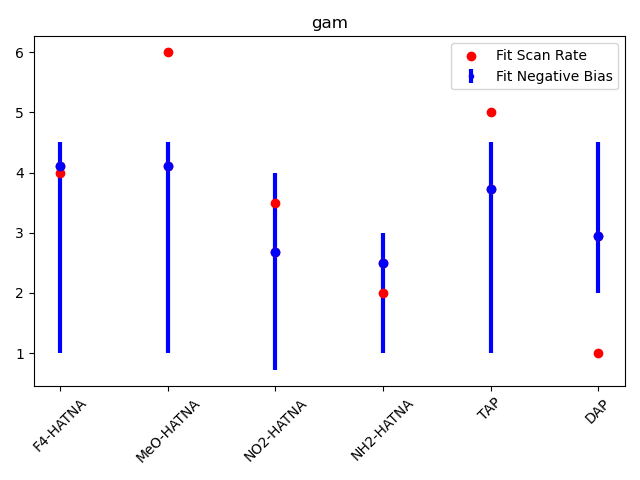 gam
Fit Scan Rate
Fit Negative Bias
6
5
4
3
2
1
F4-HATNA
MeO-HATNA
NO2-HATNA
NH2-HATNA
TAP
DAP